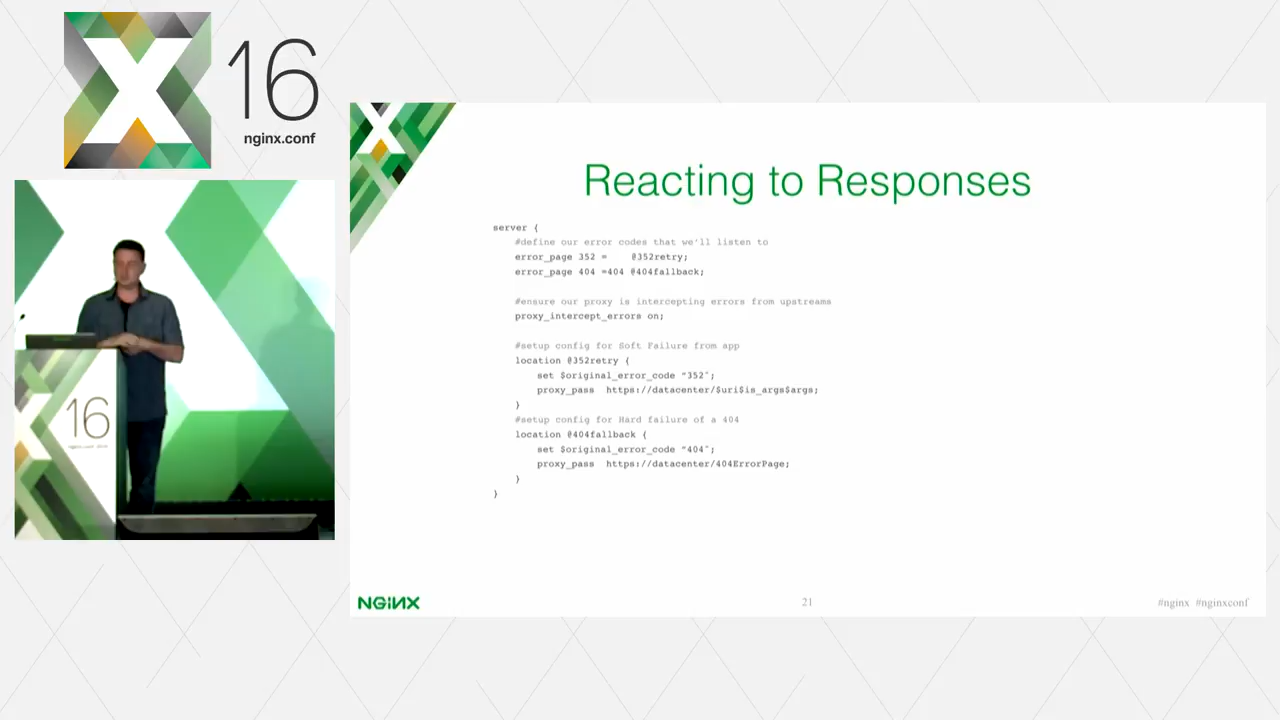 16
nginx.conf
Reacting to Responses
server {
#define our error codes that we'll listen to
error_page 352 = @352retry;
error_page 404 =404 @404fallback;
#ensure our proxy is intercepting errors from upstreams
proxy_intercept_errors on;
#setup config for Soft Failure from app
location @352retry {
set $original_error_code "352";
proxy_pass https://datacenter/$uri$is_args$args;
}
#setup config for Hard failure of a 404
location @404fallback {
set $original_error_code "404";
proxy_pass https://datacenter/404ErrorPage;
}
}
16
NGINX
21
#nginx #nginxconf